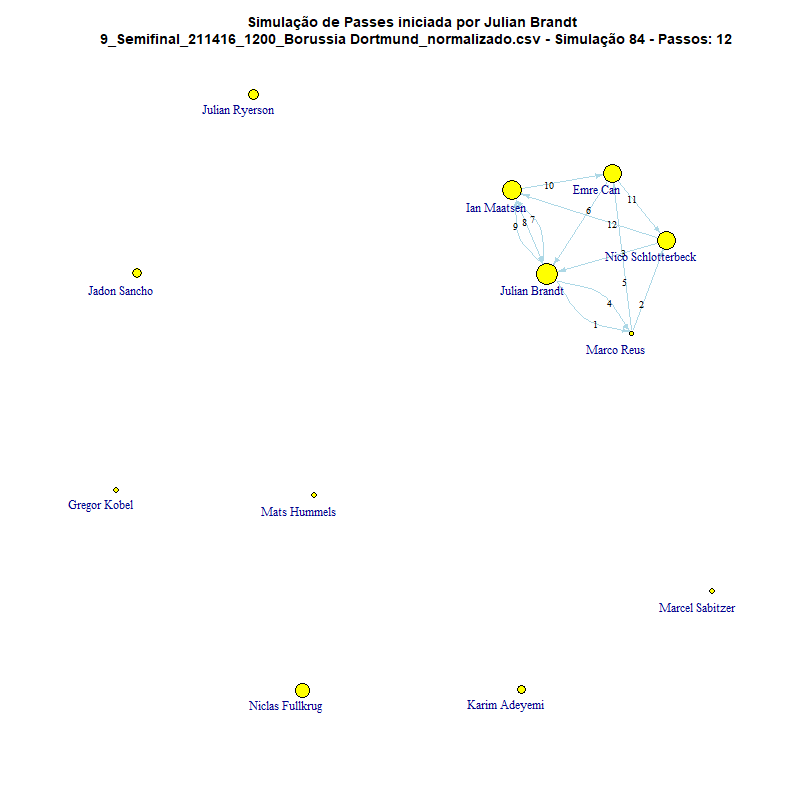 Simulação de Passes iniciada por Julian Brandt
9_Semifinal_211416_1200_Borussia Dortmund_normalizado.csv - Simulação 84 - Passos: 12
Julian Ryerson
10
Emre Can
11
Ian Maatsen
6
7
8
9
12
3
Nico Schlotterbeck
Jadon Sancho
Julian Brandt
5
4
2
1
Marco Reus
Gregor Kobel
Mats Hummels
Marcel Sabitzer
Niclas Fullkrug
Karim Adeyemi